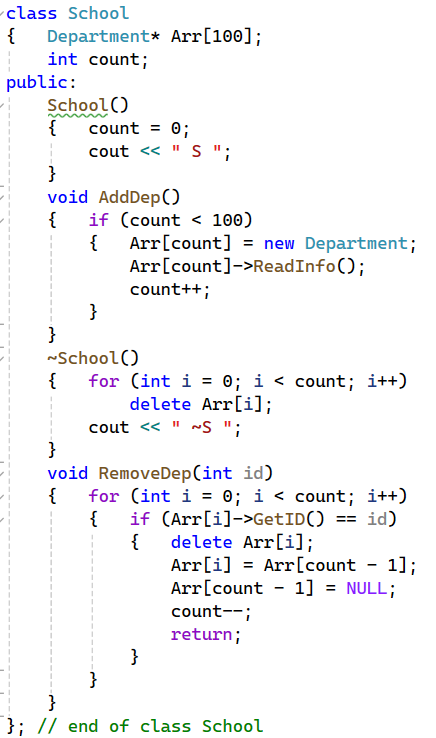 class School
{   Department* Arr[100];
    int count;
public:
    School()
    {   count = 0;
        cout << " S ";
    }
    void AddDep()
    {   if (count < 100)
        {   Arr[count] = new Department;
            Arr[count]->ReadInfo();
            count++;
        }
    }
    ~School()
    {   for (int i = 0; i < count; i++)
            delete Arr[i];
        cout << " ~S ";
    }
    void RemoveDep(int id)
    {   for (int i = 0; i < count; i++)
        {   if (Arr[i]->GetID() == id)
            {   delete Arr[i];
                Arr[i] = Arr[count - 1];
                Arr[count - 1] = NULL;
                count--;
                return;
            }
        }
    }
}; // end of class School